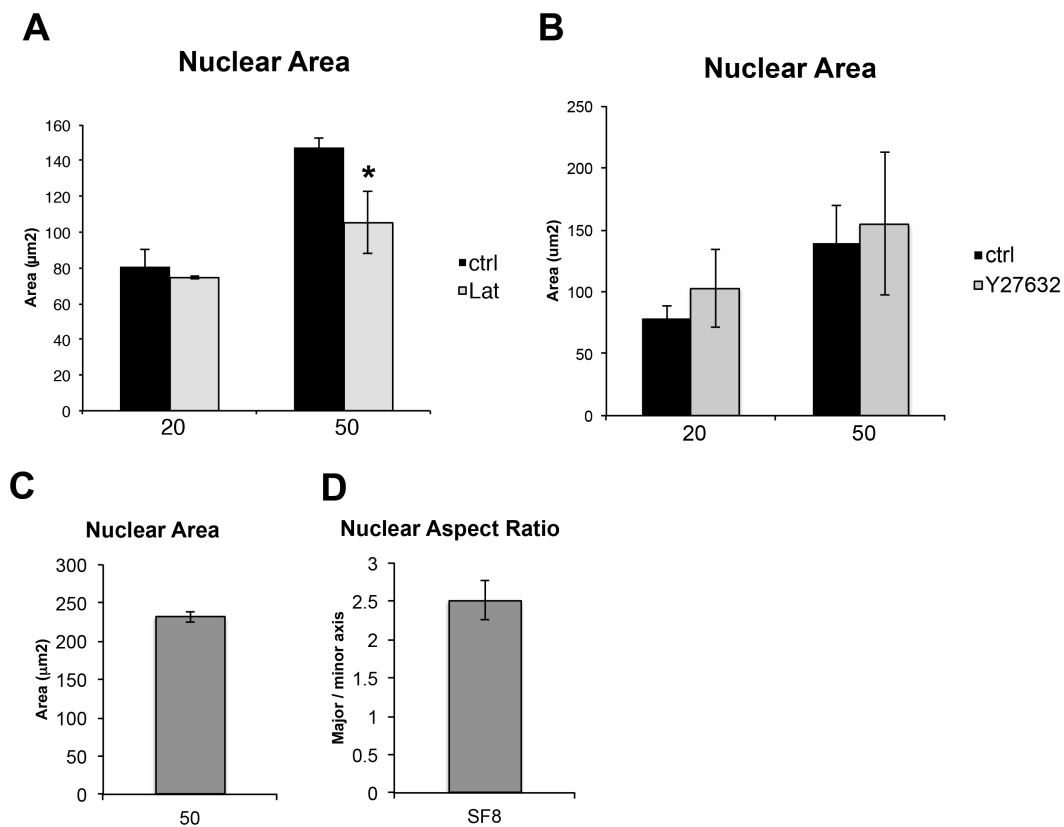 A
Nuclear Area
160
140
120
100
80
60
40
20
0
Area (µm2)
*
20
50
ctrl
Lat
B
Nuclear Area
250
200
150
100
50
0
Area (um2)
20
50
ctrl
Y27632
C
Nuclear Area
300
250
200
150
100
50
0
Area (µm2)
50
D
Nuclear Aspect Ratio
3
2.5
2
1.5
1
0.5
0
Major / minor axis
SF8